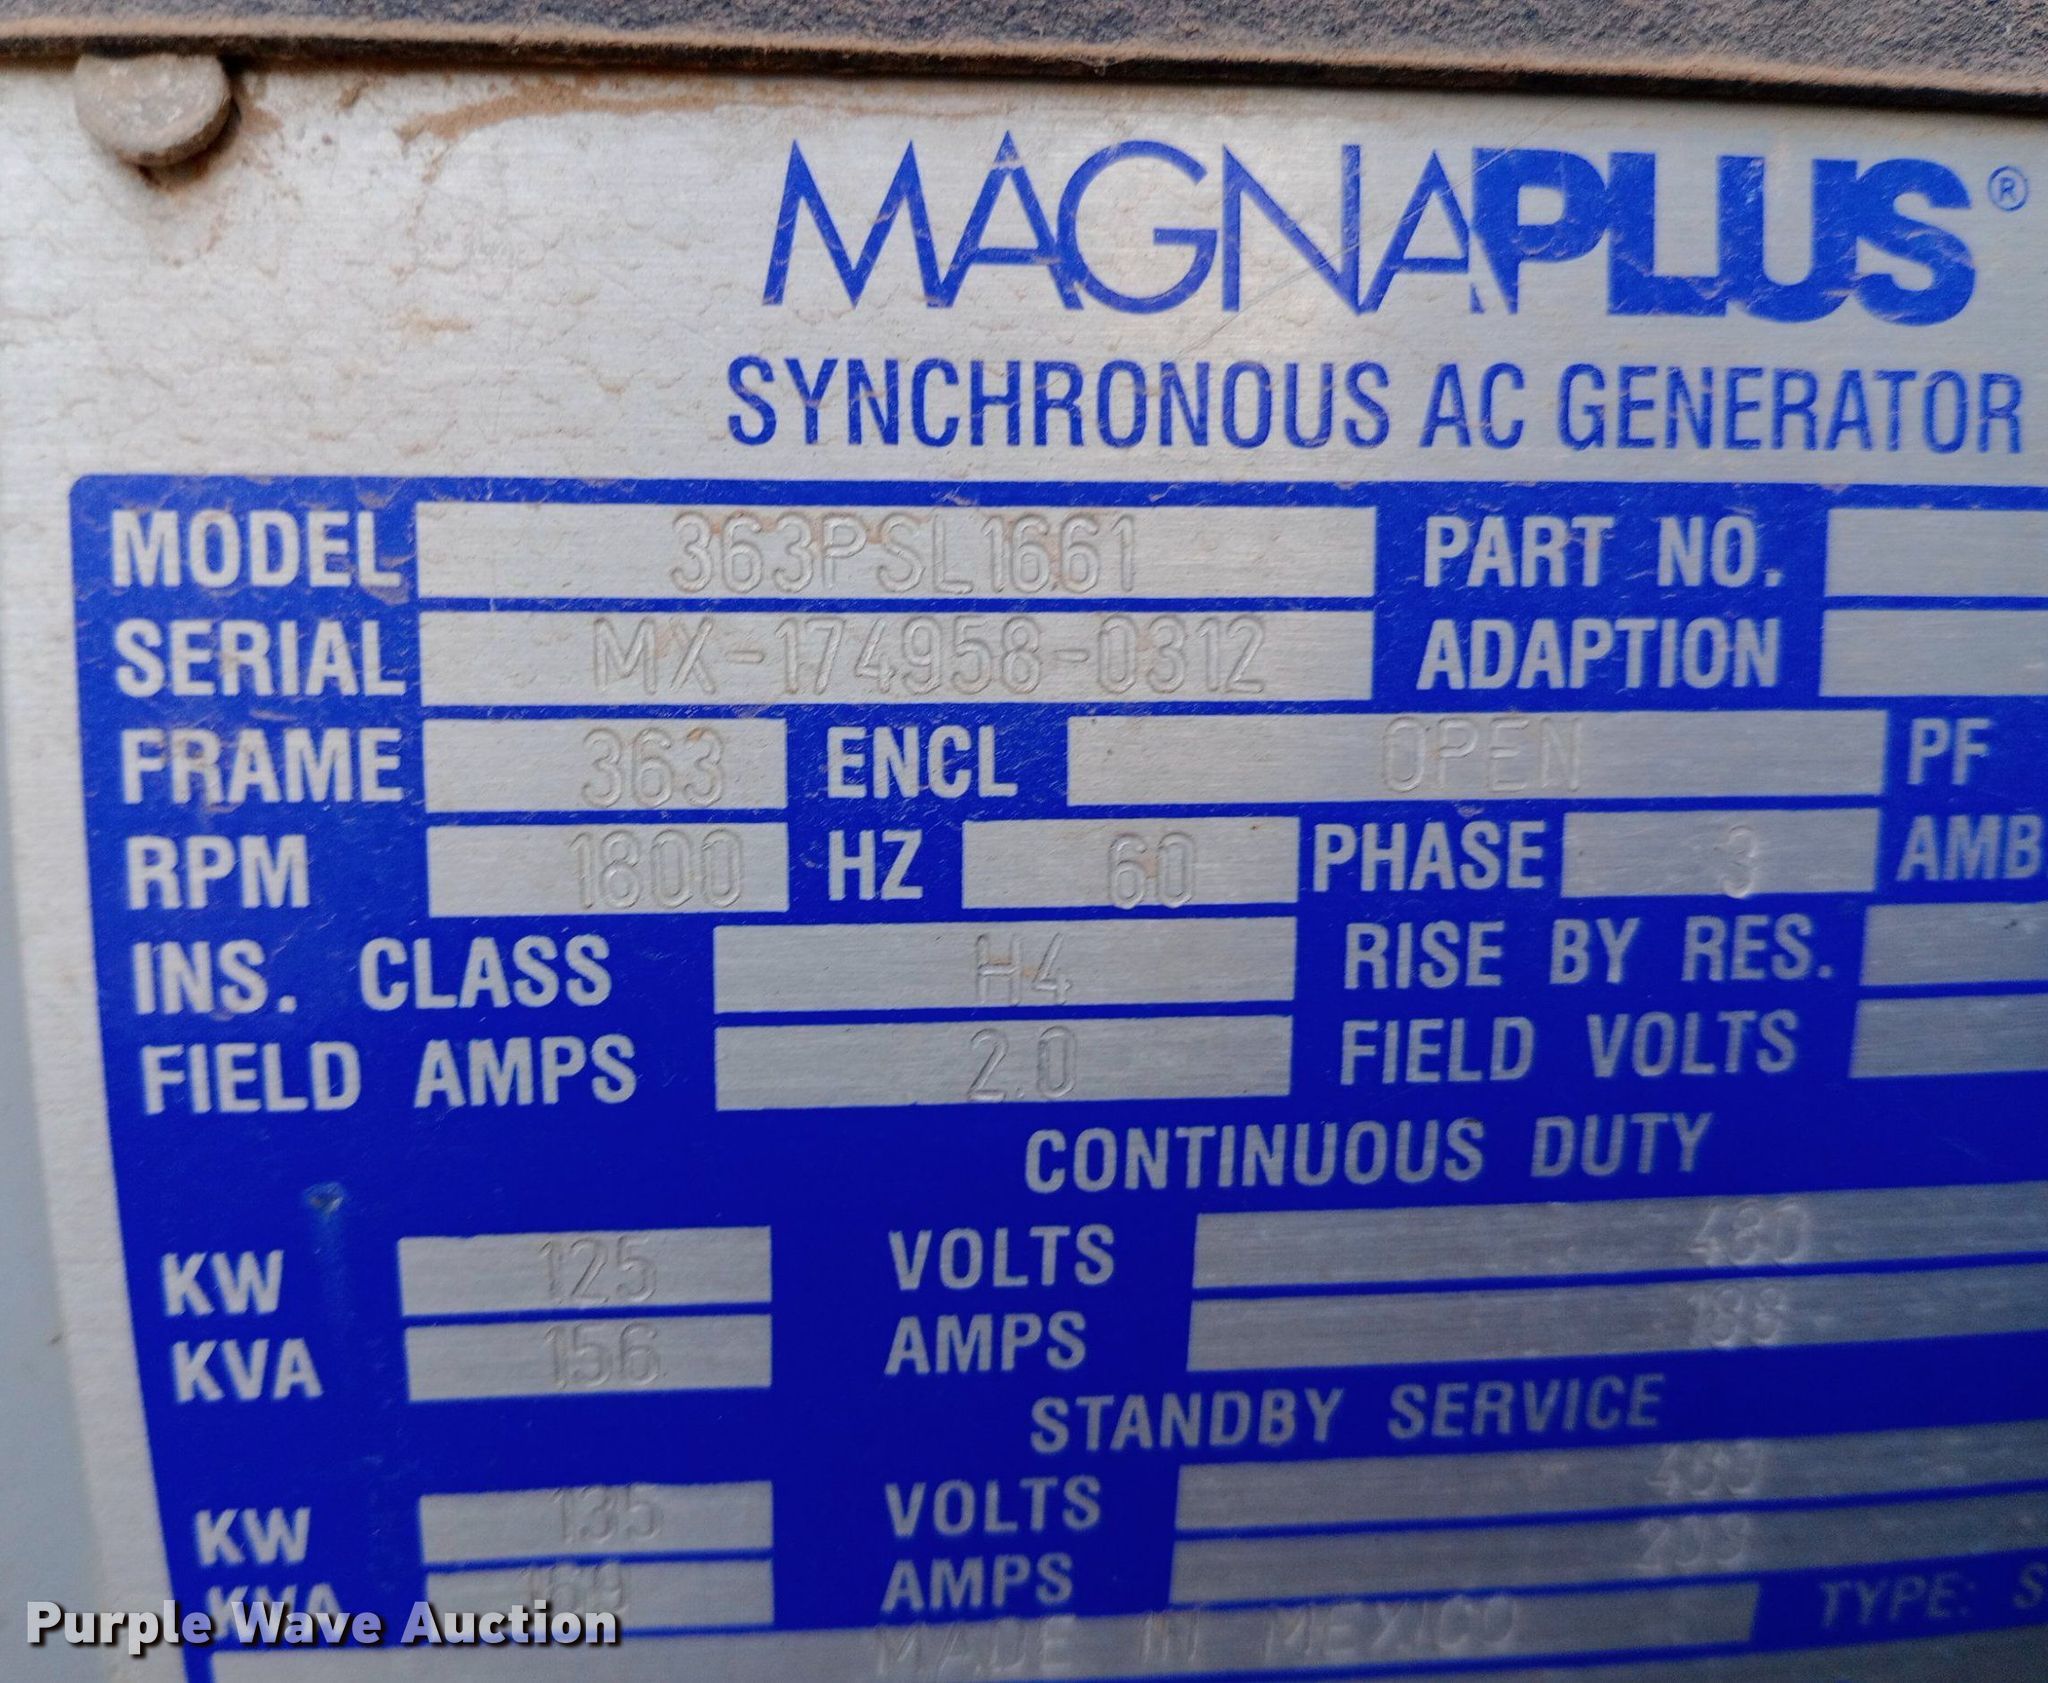 MAGNAPLUS®
SYNCHRONOUS AC GENERATOR
MODEL 363PSL1661 PART NO.
SERIAL MX-174958-0312 ADAPTION
FRAME 363 ENCL OPEN PF
RPM 1800 HZ 60 PHASE 3 AMB
INS. CLASS H4 RISE BY RES.
FIELD AMPS 2.0 FIELD VOLTS
CONTINUOUS DUTY
KW 125 VOLTS 480
KVA 156 AMPS 188
STANDBY SERVICE
KW 135 VOLTS 480
KVA 169 AMPS 203
MADE IN MEXICO TYPE: S
Purple Wave Auction